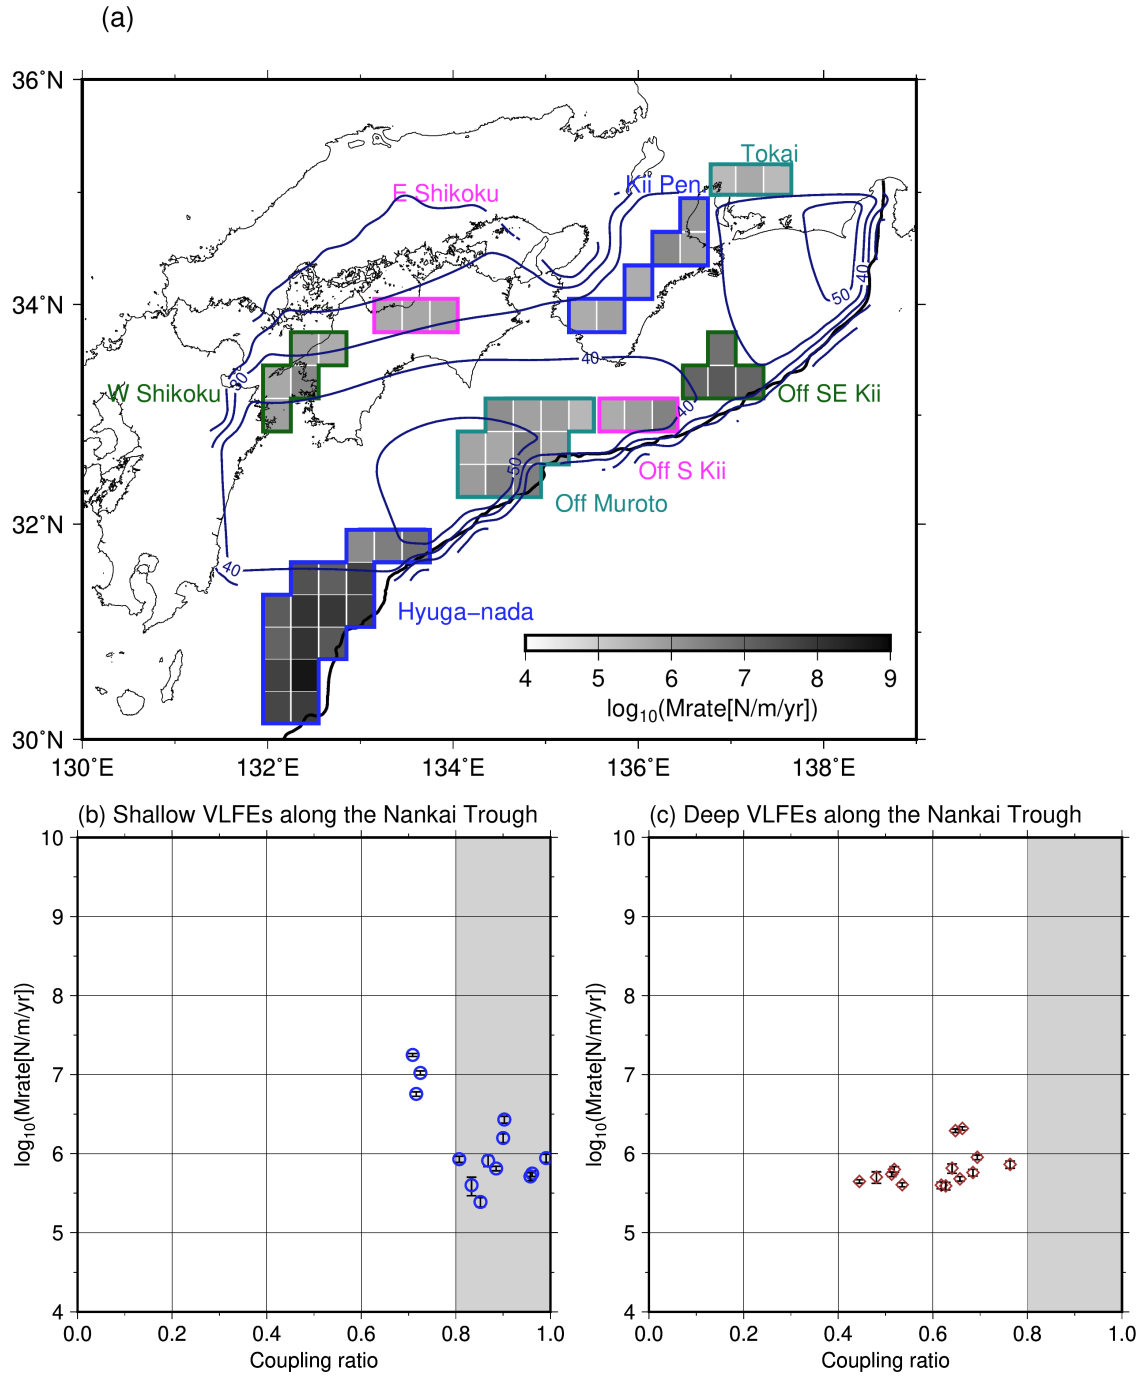 (a)
36°N
34°N
32°N
30°N
130°E
132°E
134°E
136°E
138°E
Tokai
Kii Pen
E Shikoku
W Shikoku
Off SE Kii
Off S Kii
Off Muroto
Hyuga-nada
30
40
40
50
40
50
40
4 5 6 7 8 9
log10(Mrate[N/m/yr])
(b) Shallow VLFEs along the Nankai Trough
10
9
8
7
6
5
4
log10(Mrate[N/m/yr])
0.0 0.2 0.4 0.6 0.8 1.0
Coupling ratio
(c) Deep VLFEs along the Nankai Trough
10
9
8
7
6
5
4
log10(Mrate[N/m/yr])
0.0 0.2 0.4 0.6 0.8 1.0
Coupling ratio